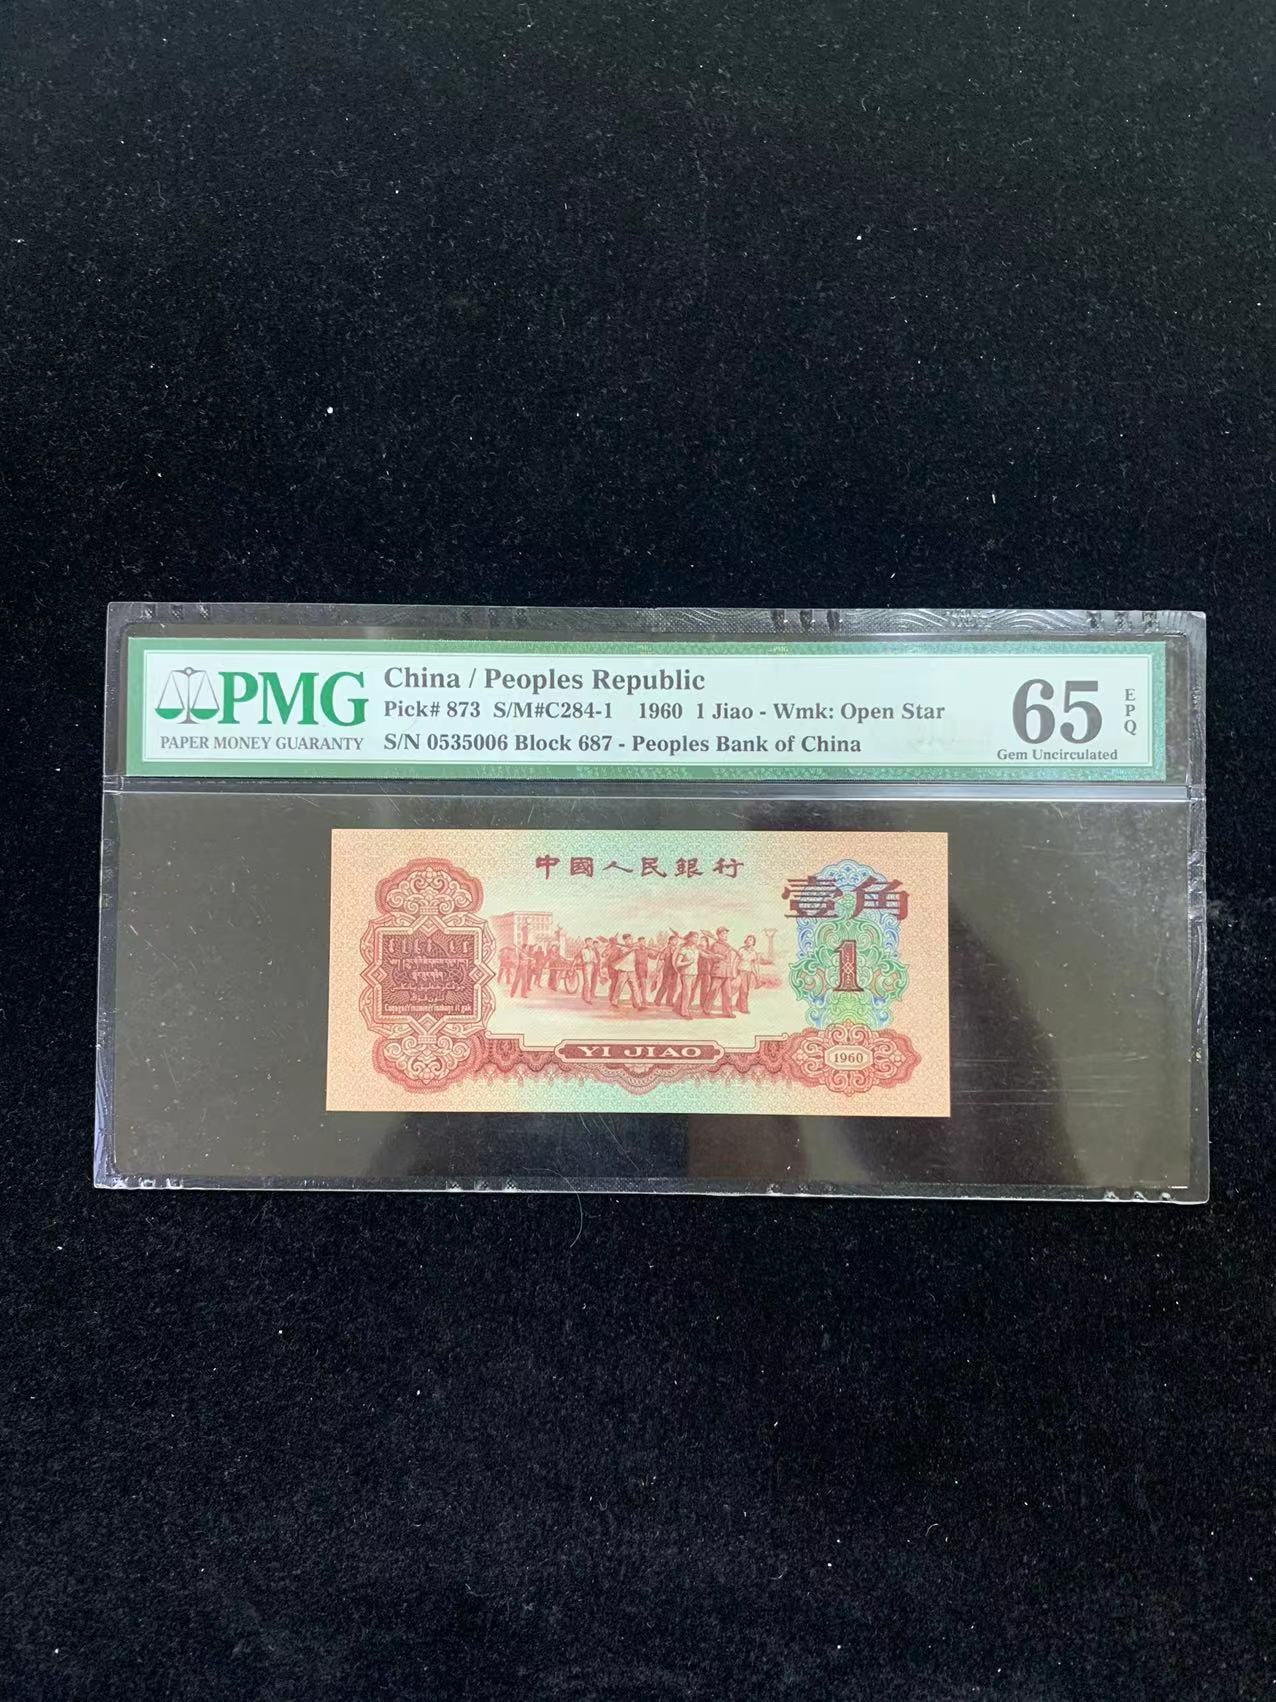 PMG
PAPER MONEY GUARANTY
China / Peoples Republic
Pick# 873 S/M#C284-1 1960 1 Jiao - Wmk: Open Star
S/N 0535006 Block 687 - Peoples Bank of China
65
EPQ
Gem Uncirculated
中國人民銀行
壹角
1
YI JIAO
1960